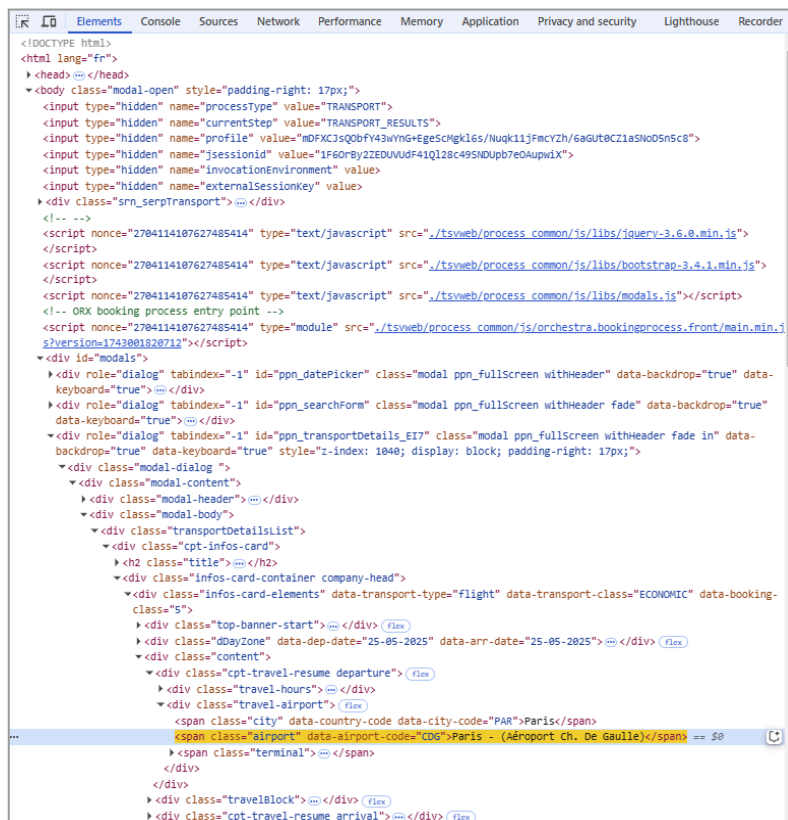 Elements Console Sources Network Performance Memory Application Privacy and security Lighthouse Recorder
<!DOCTYPE html>
<html lang="fr">
<head> ⋯ </head>
<body class="modal-open" style="padding-right: 17px;">
<input type="hidden" name="processType" value="TRANSPORT">
<input type="hidden" name="currentStep" value="TRANSPORT_RESULTS">
<input type="hidden" name="profile" value="mDFXCJsQObfY43wYnG+EgeScMgkl6s/Nuqk11jFmcYZh/6aGUt0CZ1aSNoD5n5c8">
<input type="hidden" name="jsessionid" value="1F6OrBy2ZEDUVUdF41Ql28c49SNDUpb7eOAupwiX">
<input type="hidden" name="invocationEnvironment" value>
<input type="hidden" name="externalSessionKey" value>
<div class="srn_serpTransport"> ⋯ </div>
<!-- -->
<script nonce="2704114107627485414" type="text/javascript" src="./tsvweb/process_common/js/libs/jquery-3.6.0.min.js">
</script>
<script nonce="2704114107627485414" type="text/javascript" src="./tsvweb/process_common/js/libs/bootstrap-3.4.1.min.js">
</script>
<script nonce="2704114107627485414" type="text/javascript" src="./tsvweb/process_common/js/libs/modals.js"></script>
<!-- ORX booking process entry point -->
<script nonce="2704114107627485414" type="module" src="./tsvweb/process_common/js/orchestra.bookingprocess.front/main.min.j
s?version=1743001820712"></script>
<div id="modals">
<div role="dialog" tabindex="-1" id="ppn_datePicker" class="modal ppn_fullScreen withHeader" data-backdrop="true" data-
keyboard="true"> ⋯ </div>
<div role="dialog" tabindex="-1" id="ppn_searchForm" class="modal ppn_fullScreen withHeader fade" data-backdrop="true"
data-keyboard="true"> ⋯ </div>
<div role="dialog" tabindex="-1" id="ppn_transportDetails_EI7" class="modal ppn_fullScreen withHeader fade in" data-
backdrop="true" data-keyboard="true" style="z-index: 1040; display: block; padding-right: 17px;">
<div class="modal-dialog ">
<div class="modal-content">
<div class="modal-header"> ⋯ </div>
<div class="modal-body">
<div class="transportDetailsList">
<div class="cpt-infos-card">
<h2 class="title"> ⋯ </h2>
<div class="infos-card-container company-head">
<div class="infos-card-elements" data-transport-type="flight" data-transport-class="ECONOMIC" data-booking-
class="5">
<div class="top-banner-start"> ⋯ </div> flex
<div class="dDayZone" data-dep-date="25-05-2025" data-arr-date="25-05-2025"> ⋯ </div> flex
<div class="content">
<div class="cpt-travel-resume departure"> flex
<div class="travel-hours"> ⋯ </div>
<div class="travel-airport"> flex
<span class="city" data-country-code data-city-code="PAR">Paris</span>
<span class="airport" data-airport-code="CDG">Paris - (Aéroport Ch. De Gaulle)</span> == $0
<span class="terminal"> ⋯ </span>
</div>
</div>
<div class="travelBlock"> ⋯ </div> flex
<div class="cpt-travel-resume arrival"> ⋯ </div> flex